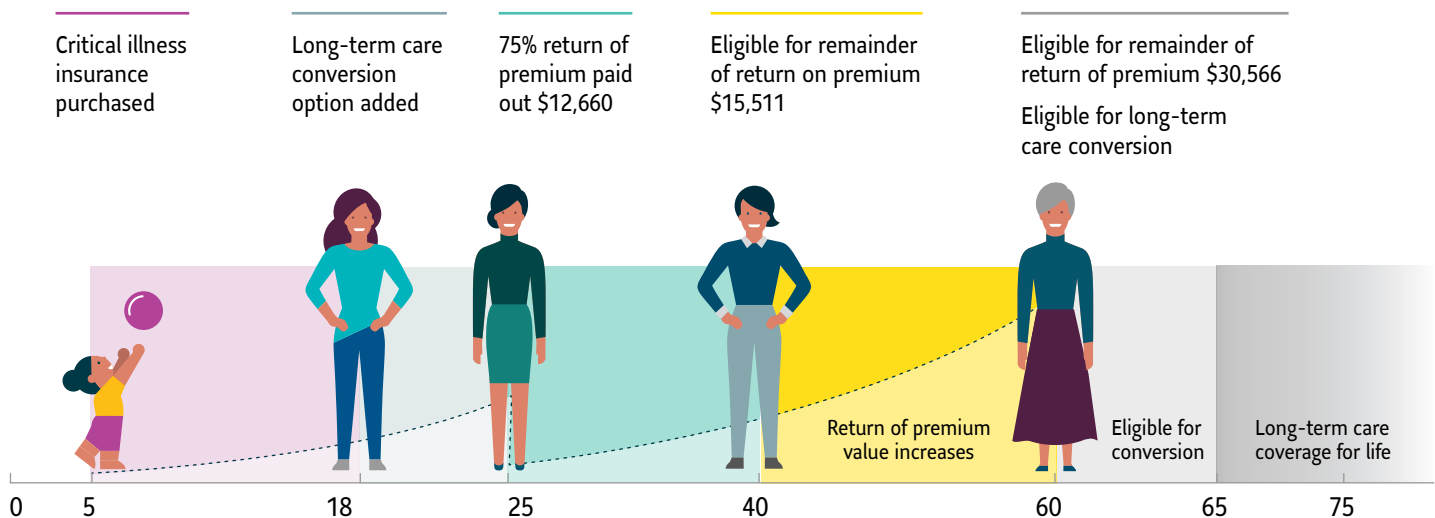 Critical illness
insurance
purchased
Long-term care
conversion
option added
75% return of
premium paid
out $12,660
Eligible for remainder
of return on premium
$15,511
Eligible for remainder of
return of premium $30,566
Eligible for long-term
care conversion
Return of premium
value increases
Eligible for
conversion
Long-term care
coverage for life
0 5 18 25 40 60 65 75